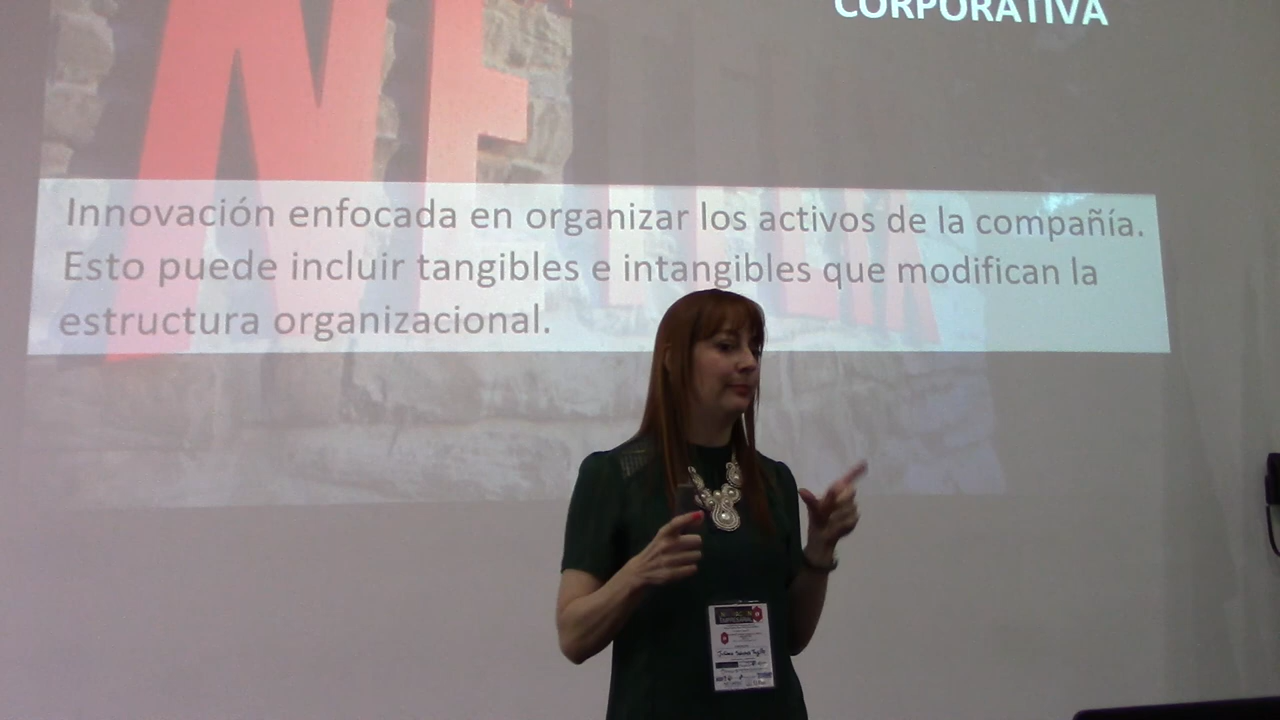 CORPORATIVA
NE
Innovación enfocada en organizar los activos de la compañía.
Esto puede incluir tangibles e intangibles que modifican la
estructura organizacional.